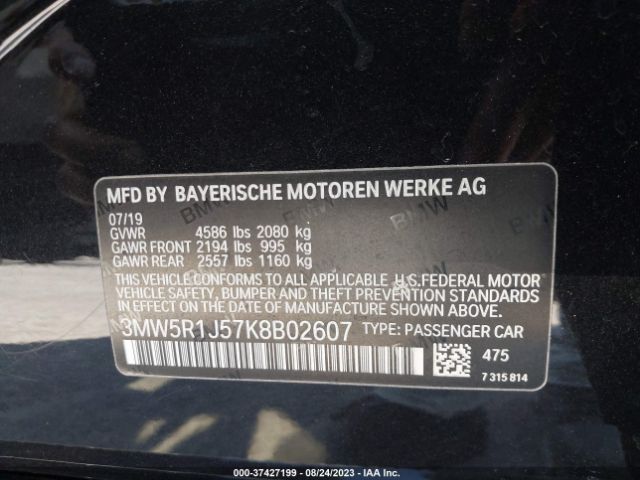 MFD BY BAYERISCHE MOTOREN WERKE AG
07/19
GVWR 4586 lbs 2080 kg
GAWR FRONT 2194 lbs 995 kg
GAWR REAR 2557 lbs 1160 kg
THIS VEHICLE CONFORMS TO ALL APPLICABLE U.S.FEDERAL MOTOR
VEHICLE SAFETY, BUMPER AND THEFT PREVENTION STANDARDS
IN EFFECT ON THE DATE OF MANUFACTURE SHOWN ABOVE.
3MW5R1J57K8B02607 TYPE: PASSENGER CAR
475
7 315 814
000-37427199 - 08/24/2023 - IAA Inc.